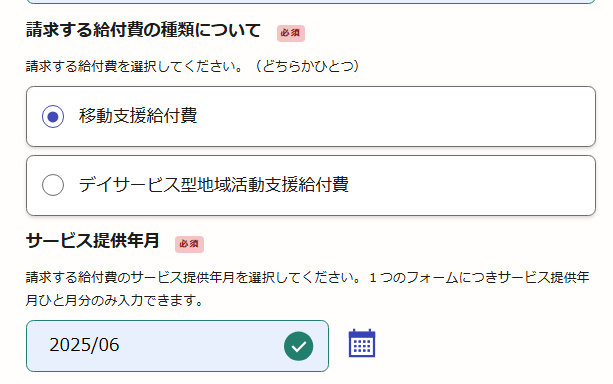 請求する給付費の種類について 必須
請求する給付費を選択してください。（どちらかひとつ）
移動支援給付費
デイサービス型地域活動支援給付費
サービス提供年月 必須
請求する給付費のサービス提供年月を選択してください。１つのフォームにつきサービス提供年
月ひと月分のみ入力できます。
2025/06